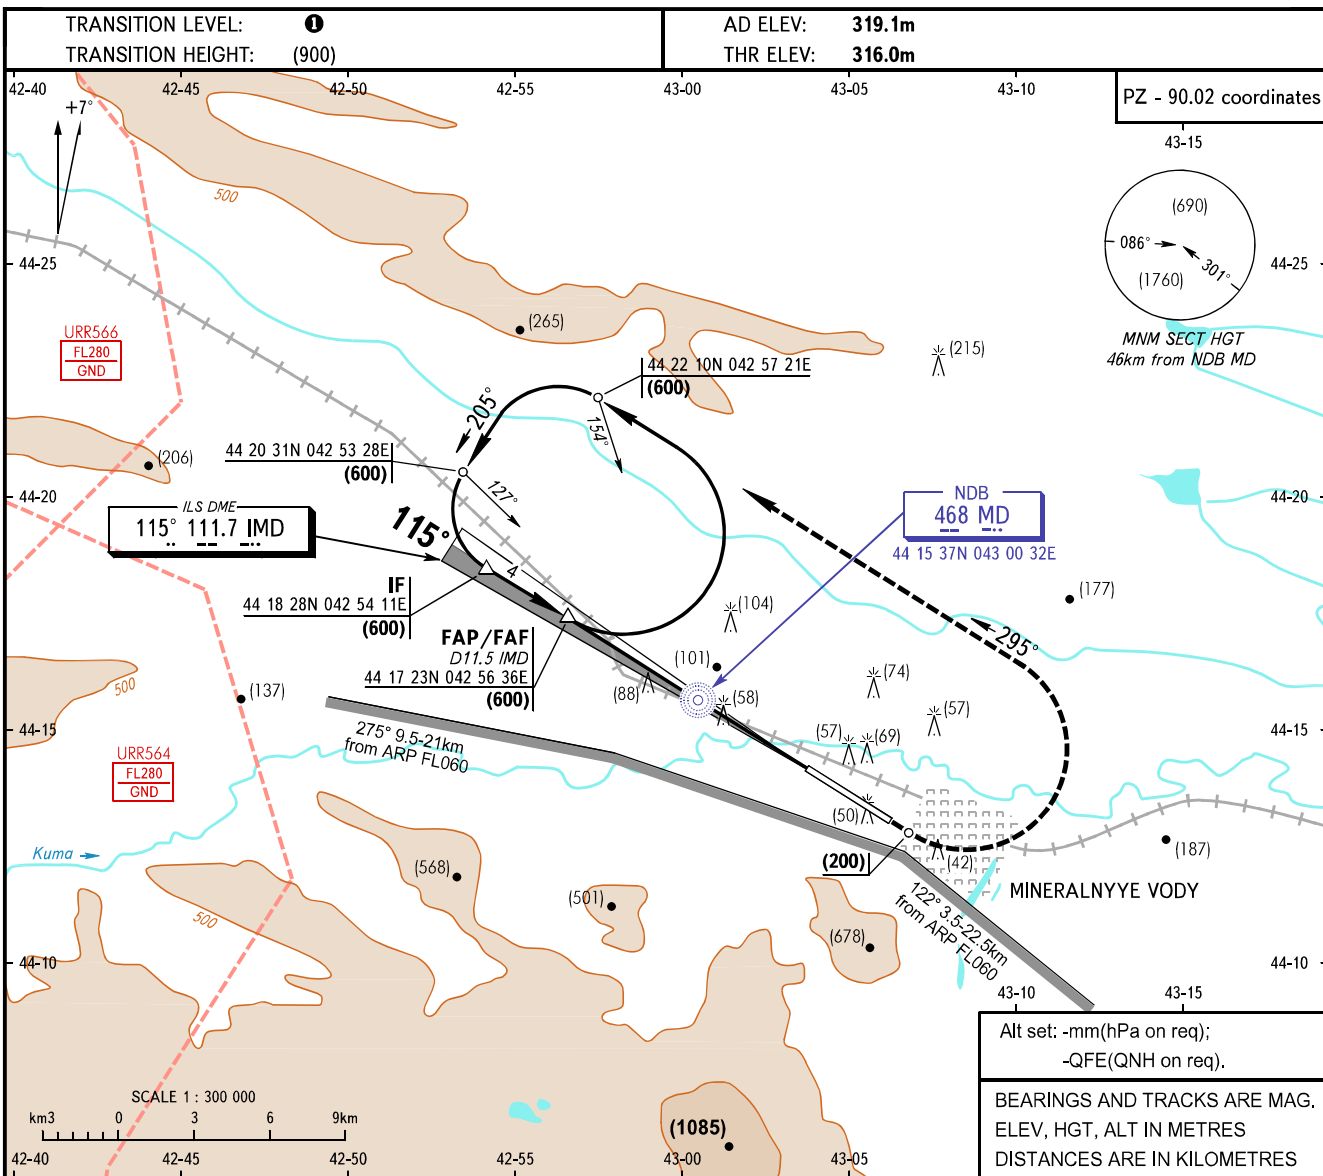 TRANSITION LEVEL: ❶
TRANSITION HEIGHT: (900)
AD ELEV: 319.1m
THR ELEV: 316.0m
42-40 42-45 42-50 42-55 43-00 43-05 43-10
PZ - 90.02 coordinates
43-15
+7°
500
(690)
086°
301°
(1760)
MNM SECT HGT
46km from NDB MD
44-25
44-25
URR566
FL280
GND
(265)
(215)
44 22 10N 042 57 21E
(600)
205°
154°
44 20 31N 042 53 28E
(600)
(206)
127°
44-20
44-20
ILS DME
115° 111.7 IMD
115°
4
NDB
468 MD
44 15 37N 043 00 32E
IF
44 18 28N 042 54 11E
(600)
(177)
(104)
295°
FAP/FAF
D11.5 IMD
44 17 23N 042 56 36E
(600)
(101)
(88)
(58)
(74)
(57)
(57)
(69)
500
(137)
44-15
44-15
275° 9.5-21km
from ARP FL060
URR564
FL280
GND
(50)
(42)
(200)
(187)
Kuma
MINERALNYYE VODY
(568)
(501)
(678)
500
122° 3.5-22.5km
from ARP FL060
44-10
44-10
43-10 43-15
Alt set: -mm(hPa on req);
-QFE(QNH on req).
BEARINGS AND TRACKS ARE MAG.
ELEV, HGT, ALT IN METRES
DISTANCES ARE IN KILOMETRES
SCALE 1 : 300 000
km3 0 3 6 9km
(1085)
42-40 42-45 42-50 42-55 43-00 43-05